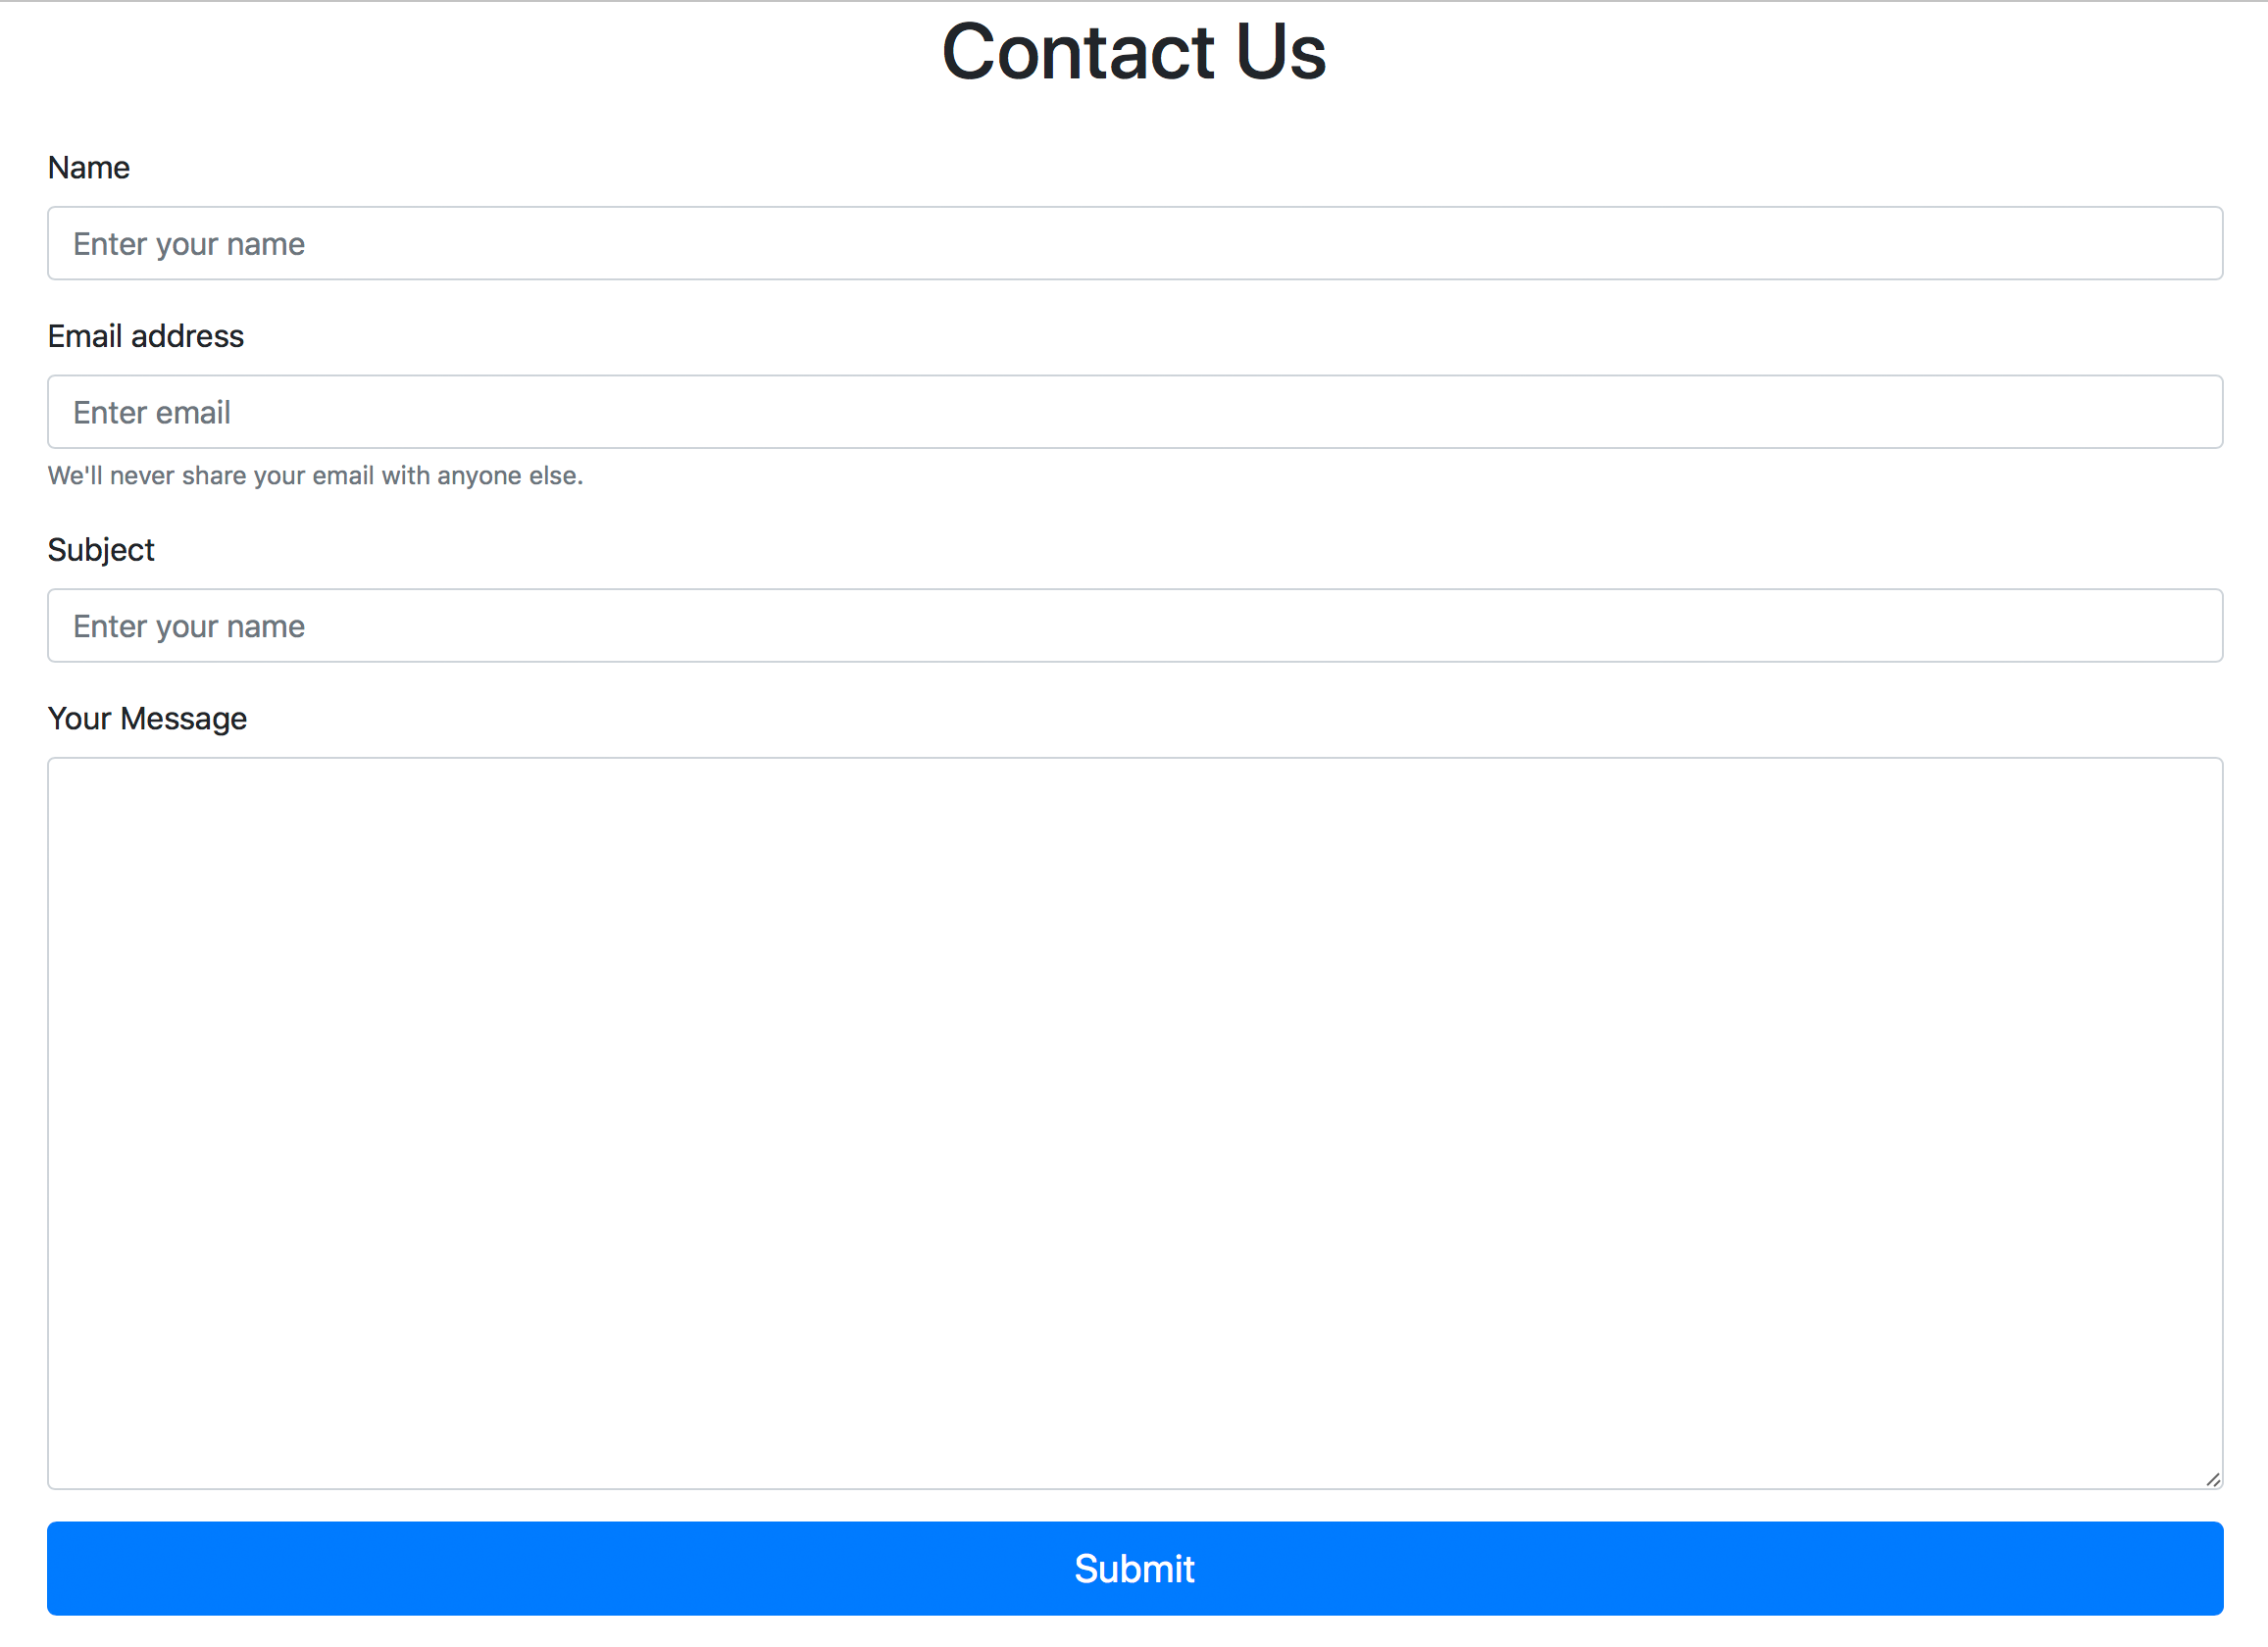 Contact Us
Name
Enter your name
Email address
Enter email
We'll never share your email with anyone else.
Subject
Enter your name
Your Message
Submit